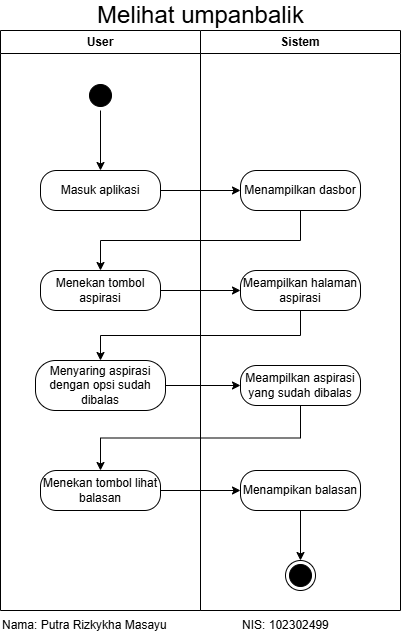 Melihat umpanbalik
User
Sistem
Masuk aplikasi
Menampilkan dasbor
Menekan tombol
aspirasi
Meampilkan halaman
aspirasi
Menyaring aspirasi
dengan opsi sudah
dibalas
Meampilkan aspirasi
yang sudah dibalas
Menekan tombol lihat
balasan
Menampikan balasan
Nama: Putra Rizkykha Masayu
NIS: 102302499